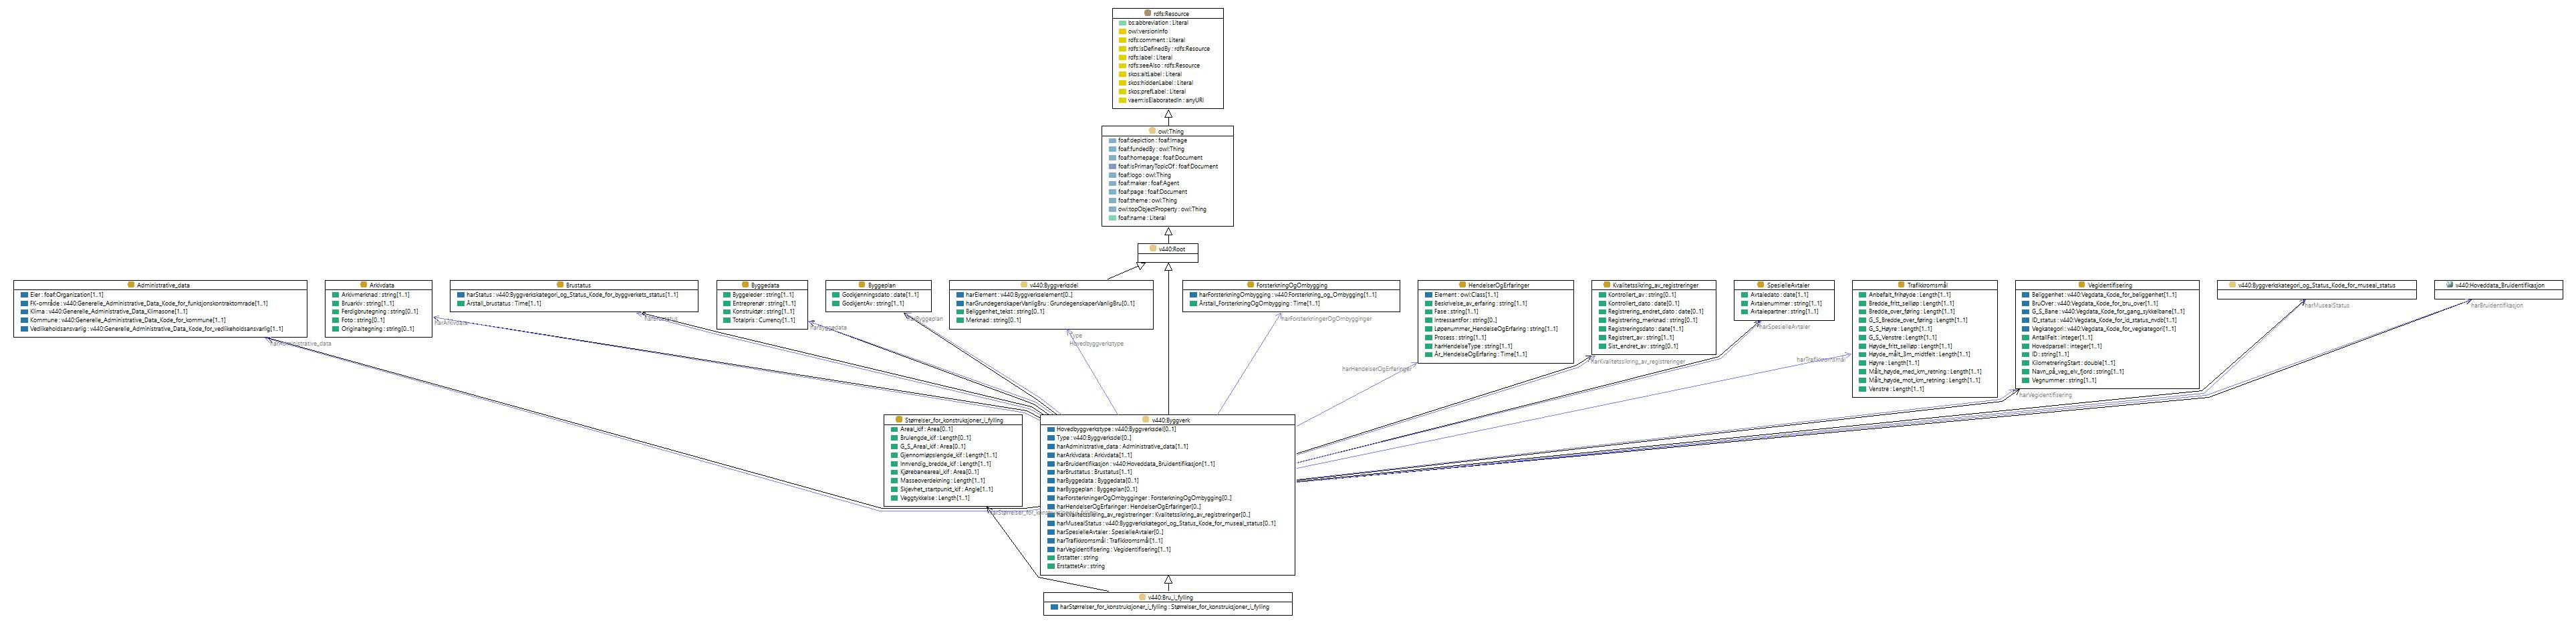 rdfs:Resource
bs:abbreviation : Literal
owl:versionInfo
rdfs:comment : Literal
rdfs:isDefinedBy : rdfs:Resource
rdfs:label : Literal
rdfs:seeAlso : rdfs:Resource
skos:altLabel : Literal
skos:hiddenLabel : Literal
skos:prefLabel : Literal
vaem:isElaboratedIn : anyURI
owl:Thing
foaf:depiction : foaf:Image
foaf:fundedBy : owl:Thing
foaf:homepage : foaf:Document
foaf:isPrimaryTopicOf : foaf:Document
foaf:logo : owl:Thing
foaf:maker : foaf:Agent
foaf:page : foaf:Document
foaf:theme : owl:Thing
owl:topObjectProperty : owl:Thing
foaf:name : Literal
v440:Root
Administrative_data
Eier : foaf:Organization[1..1]
FK-område : v440:Generelle_Administrative_Data_Kode_for_funksjonskontraktområde[1..1]
Klima : v440:Generelle_Administrative_Data_Klimasone[1..1]
Kommune : v440:Generelle_Administrative_Data_Kode_for_kommune[1..1]
Vedlikeholdsansvarlig : v440:Generelle_Administrative_Data_Kode_for_vedlikeholdsansvarlig[1..1]
Arkivdata
Arkivmerknad : string[1..1]
Bruarkiv : string[1..1]
Ferdigbrutegning : string[0..1]
Foto : string[0..1]
Originaltegning : string[0..1]
Brustatus
harStatus : v440:Byggverkskategori_og_Status_Kode_for_byggverkets_status[1..1]
Årstall_brustatus : Time[1..1]
Byggedata
Byggeleder : string[1..1]
Entreprenør : string[1..1]
Konstruktør : string[1..1]
Totalpris : Currency[1..1]
Byggeplan
Godkjenningsdato : date[1..1]
GodkjentAv : string[1..1]
v440:Byggverksdel
harElement : v440:Byggverkselement[0..]
harGrunnegenskaperVanligBru : GrundegenskaperVanligBru[0..1]
Beliggenhet_tekst : string[0..1]
Merknad : string[0..1]
ForsterkningOgOmbygging
harForsterkningOmbygging : v440:Forsterkning_og_Ombygging[1..1]
Årstall_ForsterkningOgOmbygging : Time[1..1]
HendelserOgErfaringer
Element : owl:Class[1..1]
Beskrivelse_av_erfaring : string[1..1]
Fase : string[1..1]
Intressantfor : string[0..]
Løpenummer_HendelseOgErfaring : string[1..1]
Prosess : string[1..1]
harHendelseType : string[0..1]
År_HendelseOgErfaring : Time[1..1]
Kvalitetssikring_av_registreringer
Kontrollert_av : string[0..1]
Kontrollert_dato : date[0..1]
Registrering_endret_dato : date[0..1]
Registrering_merknad : string[0..1]
Registreringsdato : date[1..1]
Registrert_av : string[1..1]
Sist_endret_av : string[0..1]
SpesielleAvtaler
Avtaledato : date[1..1]
Avtalenummer : string[1..1]
Avtalepartner : string[1..1]
Trafikkromsmål
Anbefalt_frihøyde : Length[1..1]
Bredde_fritt_seilløp : Length[1..1]
Bredde_over_føring : Length[1..1]
G_S_Bredde_over_føring : Length[1..1]
G_S_Høyre : Length[1..1]
G_S_Venstre : Length[1..1]
Høyde_fritt_seilløp : Length[1..1]
Høyde_målt_3m_midtfelt : Length[1..1]
Høyre : Length[1..1]
Målt_høyde_med_km_retning : Length[1..1]
Målt_høyde_mot_km_retning : Length[1..1]
Venstre : Length[1..1]
Vegidentifisering
Beliggenhet : v440:Vegdata_Kode_for_beliggenhet[1..1]
BruOver : v440:Vegdata_Kode_for_bru_over[1..1]
G_S_Bane : v440:Vegdata_Kode_for_gang_sykkelbane[1..1]
ID_status : v440:Vegdata_Kode_for_id_status_nvdb[1..1]
Vegkategori : v440:Vegdata_Kode_for_vegkategori[1..1]
AntallFelt : integer[1..1]
Hovedparsell : integer[1..1]
ID : string[1..1]
KilometreringStart : double[1..1]
Navn_på_veg_elv_fjord : string[1..1]
Vegnummer : string[1..1]
v440:Byggverkskategori_og_Status_Kode_for_museal_status
v440:Hoveddata_Bruidentifikasjon
harMusealStatus
harBruidentifikasjon
harArkivdata
harBrustatus
harByggedata
harByggeplan
Type
Hovedbyggverkstype
harForsterkningerOgOmbygginger
harSpesielleAvtaler
harAdministrative_data
harKvalitetssikring_av_registreringer
harTrafikkromsmål
harHendelserOgErfaringer
harVegidentifisering
Størrelser_for_konstruksjoner_i_fylling
Areal_kif : Area[0..1]
Brulengde_kif : Length[0..1]
G_S_Areal_kif : Area[0..1]
Gjennomløpslengde_kif : Length[1..1]
Innvendig_bredde_kif : Length[1..1]
Kjørebaneareal_kif : Area[0..1]
Masseoverdekning : Length[1..1]
Skjevhet_startpunkt_kif : Angle[1..1]
Veggtykkelse : Length[1..1]
v440:Byggverk
Hovedbyggverkstype : v440:Byggverksdel[0..1]
Type : v440:Byggverksdel[0..]
harAdministrative_data : Administrative_data[1..1]
harArkivdata : Arkivdata[1..1]
harBruidentifikasjon : v440:Hoveddata_Bruidentifikasjon[1..1]
harBrustatus : Brustatus[1..1]
harByggedata : Byggedata[0..1]
harByggeplan : Byggeplan[0..1]
harForsterkningerOgOmbygginger : ForsterkningOgOmbygging[0..]
harHendelserOgErfaringer : HendelserOgErfaringer[0..]
harKvalitetssikring_av_registreringer : Kvalitetssikring_av_registreringer[0..]
harMusealStatus : v440:Byggverkskategori_og_Status_Kode_for_museal_status[0..1]
harSpesielleAvtaler : SpesielleAvtaler[0..]
harTrafikkromsmål : Trafikkromsmål[1..1]
harVegidentifisering : Vegidentifisering[1..1]
Erstatter : string
ErstattetAv : string
v440:Bru_i_fylling
harStørrelser_for_konstruksjoner_i_fylling : Størrelser_for_konstruksjoner_i_fylling